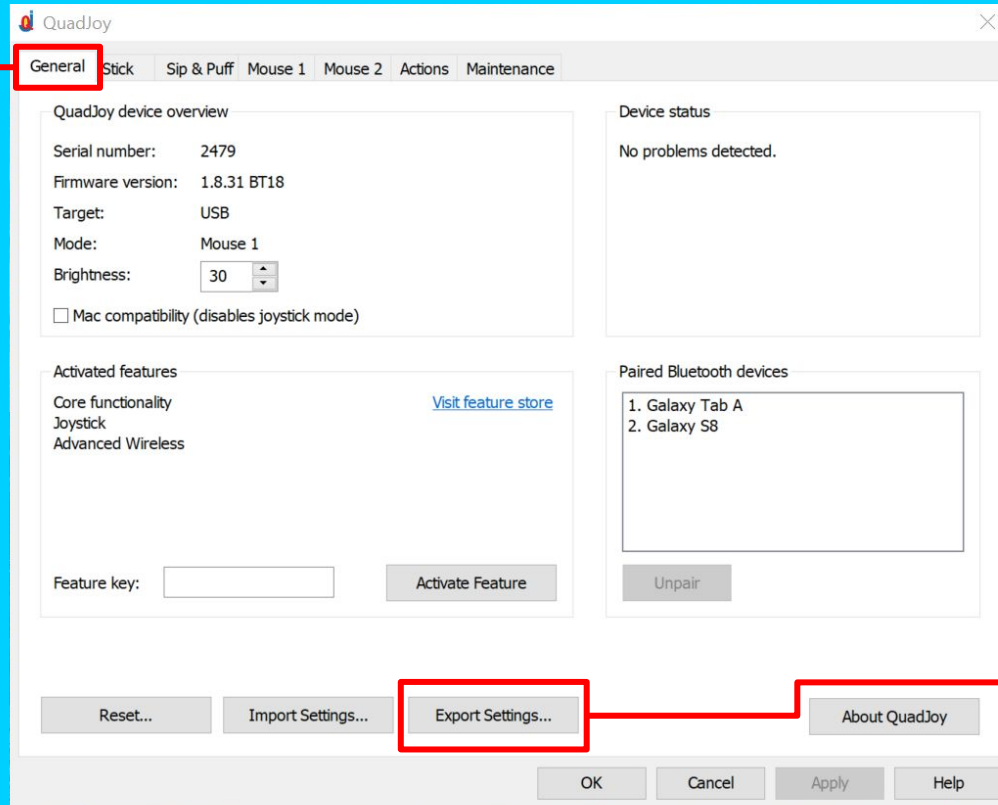 QuadJoy
General Stick Sip & Puff Mouse 1 Mouse 2 Actions Maintenance
QuadJoy device overview
Serial number: 2479
Firmware version: 1.8.31 BT18
Target: USB
Mode: Mouse 1
Brightness: 30
Mac compatibility (disables joystick mode)
Device status
No problems detected.
Activated features
Core functionality
Visit feature store
Joystick
Advanced Wireless
Feature key:
Activate Feature
Paired Bluetooth devices
1. Galaxy Tab A
2. Galaxy S8
Unpair
Reset... Import Settings... Export Settings... About QuadJoy
OK Cancel Apply Help